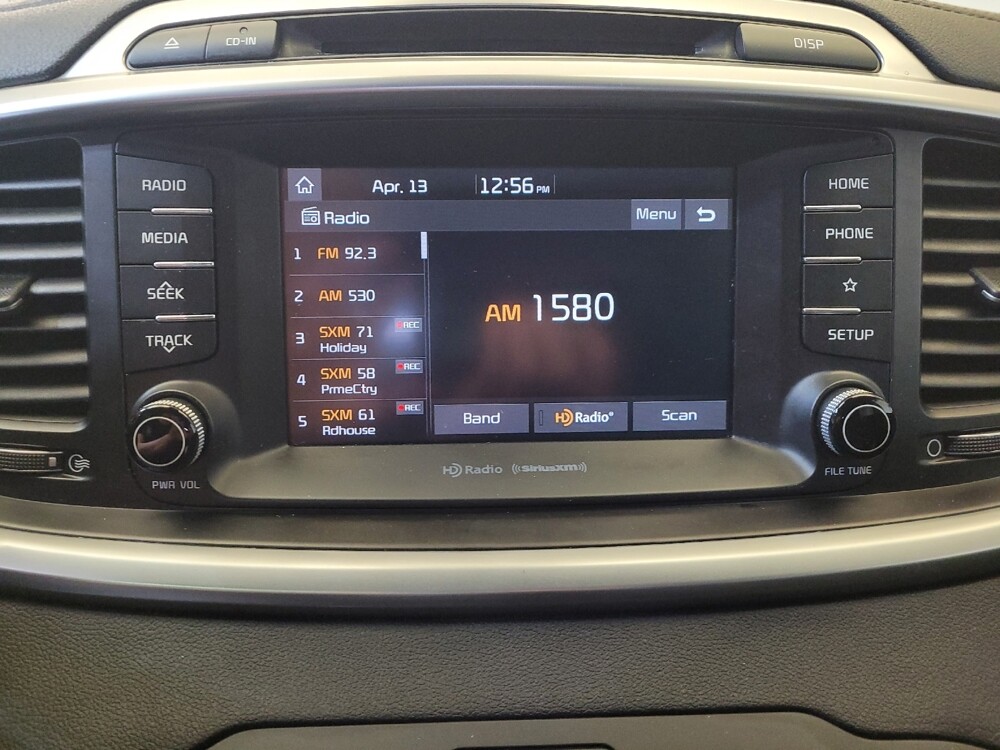 CD-IN
DISP
RADIO
MEDIA
SEEK
TRACK
PWR VOL
Apr. 13 12:56 PM
Radio Menu
1 FM 92.3
2 AM 530
3 SXM 71 REC
Holiday
4 SXM 58 REC
PrmeCtry
5 SXM 61 REC
Rdhouse
AM 1580
Band HD Radio® Scan
HD Radio ((SiriusXM))
HOME
PHONE
SETUP
FILE TUNE